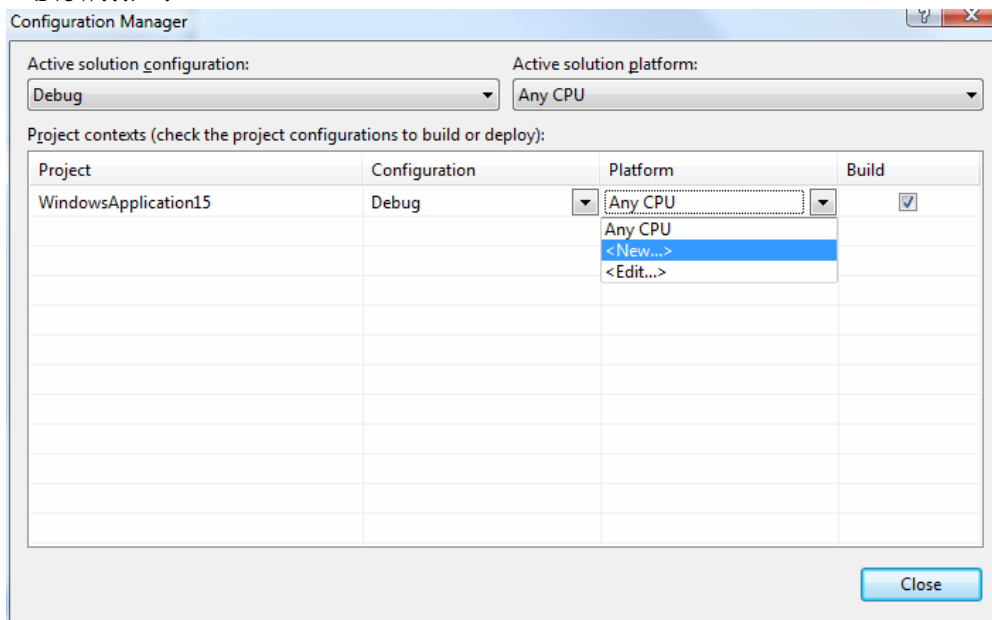 Configuration Manager
Active solution configuration:
Active solution platform:
Debug
Any CPU
Project contexts (check the project configurations to build or deploy):
Project
Configuration
Platform
Build
WindowsApplication15
Debug
Any CPU
Any CPU
<New...>
<Edit...>
Close